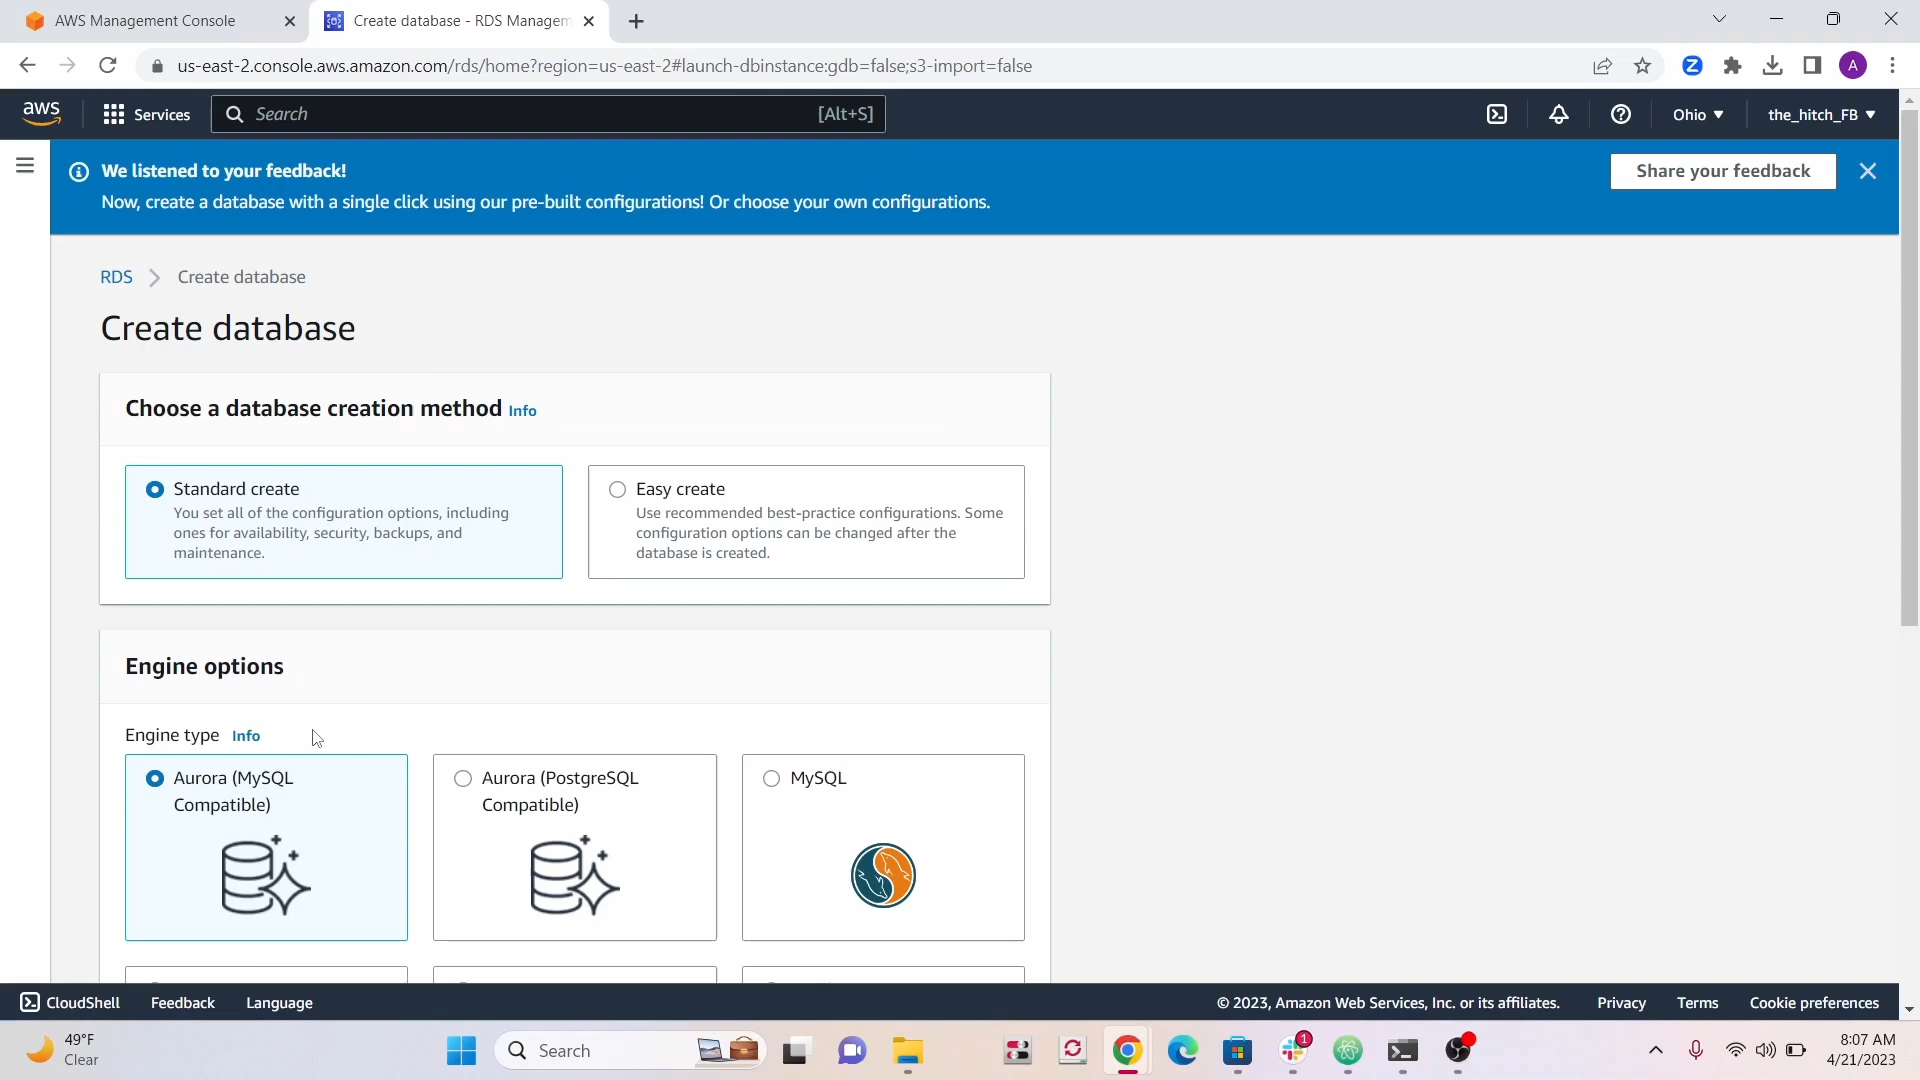 AWS Management Console
Create database - RDS Managem
us-east-2.console.aws.amazon.com/rds/home?region=us-east-2#launch-dbinstance:gdb=false;s3-import=false
A
aws
Services
Search
[Alt+S]
Ohio
the_hitch_FB
We listened to your feedback!
Now, create a database with a single click using our pre-built configurations! Or choose your own configurations.
Share your feedback
RDS
Create database
Create database
Choose a database creation method Info
Standard create
You set all of the configuration options, including
ones for availability, security, backups, and
maintenance.
Easy create
Use recommended best-practice configurations. Some
configuration options can be changed after the
database is created.
Engine options
Engine type Info
Aurora (MySQL
Compatible)
Aurora (PostgreSQL
Compatible)
MySQL
CloudShell
Feedback
Language
© 2023, Amazon Web Services, Inc. or its affiliates.
Privacy
Terms
Cookie preferences
49°F
Clear
Search
1
8:07 AM
4/21/2023